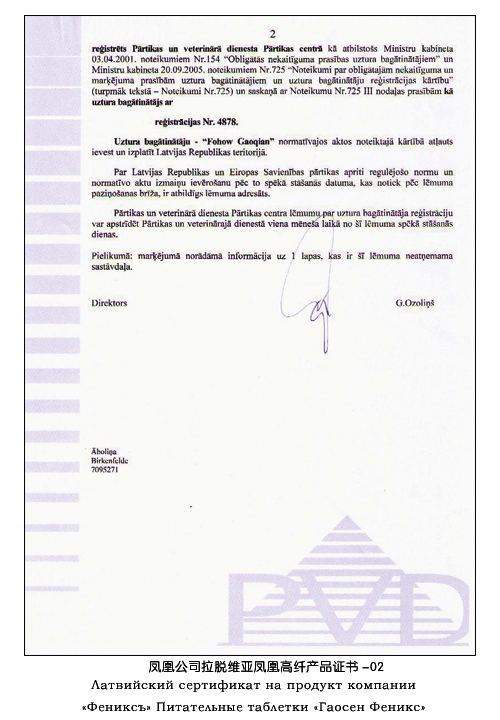 2
reģistrēts Pārtikas un veterinārā dienesta Pārtikas centrā kā atbilstošs Ministru kabineta
03.04.2001. noteikumiem Nr.154 “Obligātās nekaitīguma prasības uztura bagātinātājiem” un
Ministru kabineta 20.09.2005. noteikumiem Nr.725 “Noteikumi par obligātajām nekaitīguma un
marķējuma prasībām uztura bagātinātājiem un uztura bagātinātāju reģistrācijas kārtību”
(turpmāk tekstā – Noteikumi Nr.725) un saskaņā ar Noteikumu Nr.725 III nodaļas prasībām kā
uztura bagātinātājs ar
reģistrācijas Nr. 4878.
Uztura bagātinātāju - “Fohow Gaoqian” normatīvajos aktos noteiktajā kārtībā atļauts
ievest un izplatīt Latvijas Republikas teritorijā.
Par Latvijas Republikas un Eiropas Savienības pārtikas apriti regulējošo normu un
normatīvo aktu izmaiņu ievērošanu pēc to spēkā stāšanās datuma, kas notiek pēc lēmuma
paziņošanas brīža, ir atbildīgs lēmuma adresāts.
Pārtikas un veterinārā dienesta Pārtikas centra lēmumu par uztura bagātinātāja reģistrāciju
var apstrīdēt Pārtikas un veterinārajā dienestā viena mēneša laikā no šī lēmuma spēkā stāšanās
dienas.
Pielikumā: marķējumā norādāmā informācija uz 1 lapas, kas ir šī lēmuma neatņemama
sastāvdaļa.
Direktors G.Ozoliņš
Āboliņa
Birkenfelde
7095271
PVD
凤凰公司拉脱维亚凤凰高纤产品证书-02
Латвийский сертификат на продукт компании
«Фениксъ» Питательные таблетки «Гаосен Феникс»